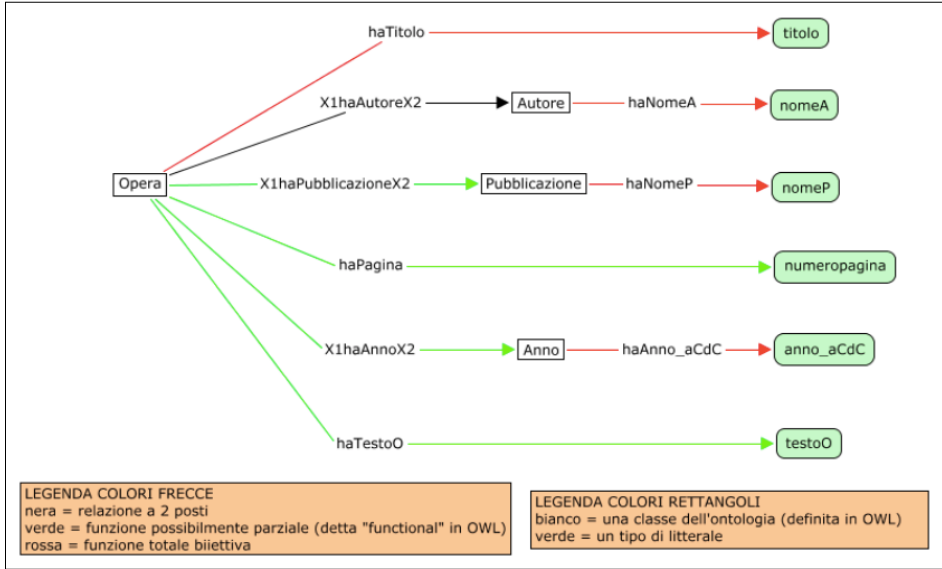 haTitolo
titolo
X1haAutoreX2
Autore
haNomeA
nomeA
Opera
X1haPubblicazioneX2
Pubblicazione
haNomeP
nomeP
haPagina
numeropagina
X1haAnnoX2
Anno
haAnno_aCdC
anno_aCdC
haTestoO
testoO
LEGENDA COLORI FRECCE
nera = relazione a 2 posti
verde = funzione possibilmente parziale (detta "functional" in OWL)
rossa = funzione totale biiettiva
LEGENDA COLORI RETTANGOLI
bianco = una classe dell'ontologia (definita in OWL)
verde = un tipo di litterale